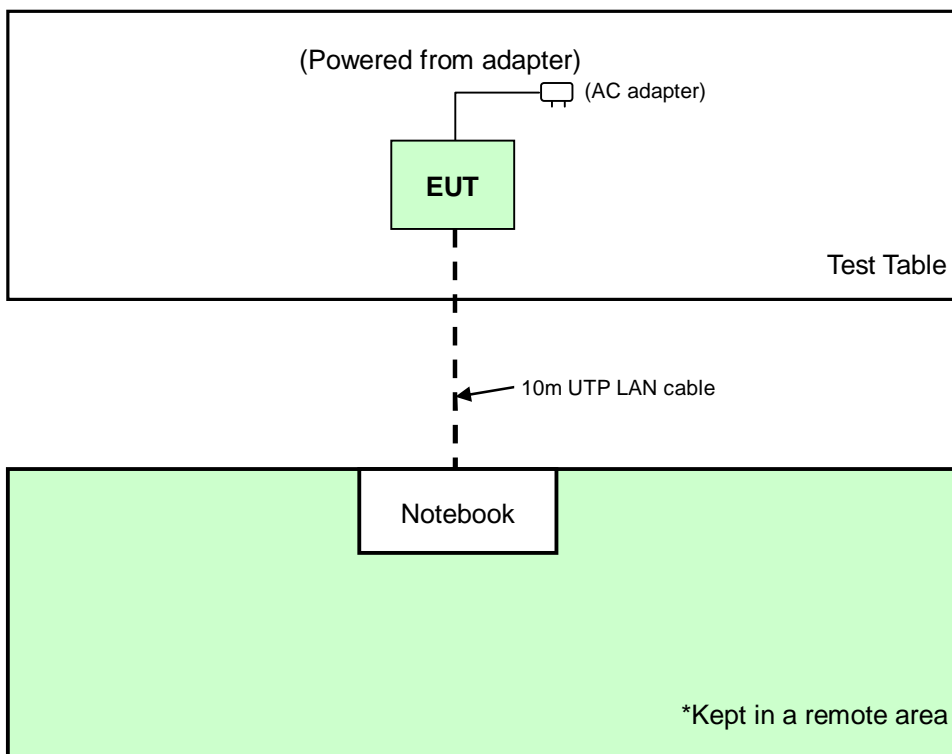 (Powered from adapter)
(AC adapter)
EUT
Test Table
10m UTP LAN cable
Notebook
*Kept in a remote area